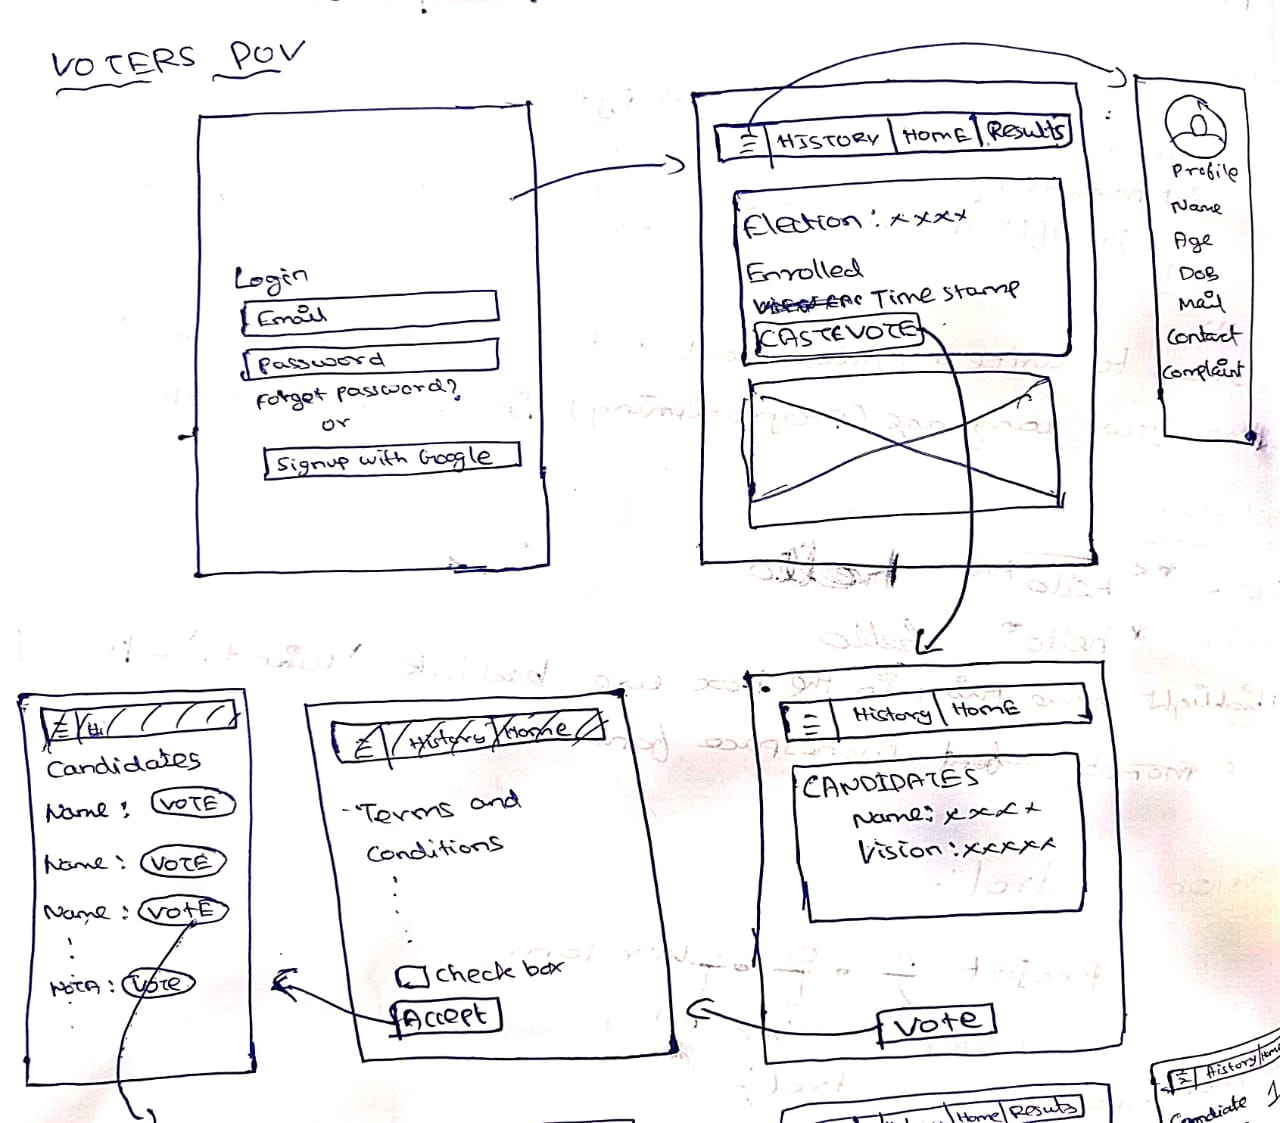 VOTERS POV
Login
Email
Password
Forget password?
or
Signup with Google
HISTORY HOME Results
Election : xxxx
Enrolled
Time stamp
CASTEVOTE
Profile
Name
Age
DOB
Mail
Contact
Complaint
History HomE
CANDIDATES
Name: xxxx
Vision : xxxxx
Vote
History Home
- Terms and
Conditions
check box
Accept
Hi
Candidates
Name : VOTE
Name : VOTE
Name : VOTE
NOTA : Vote
Home Results
History Home
Candiate 1